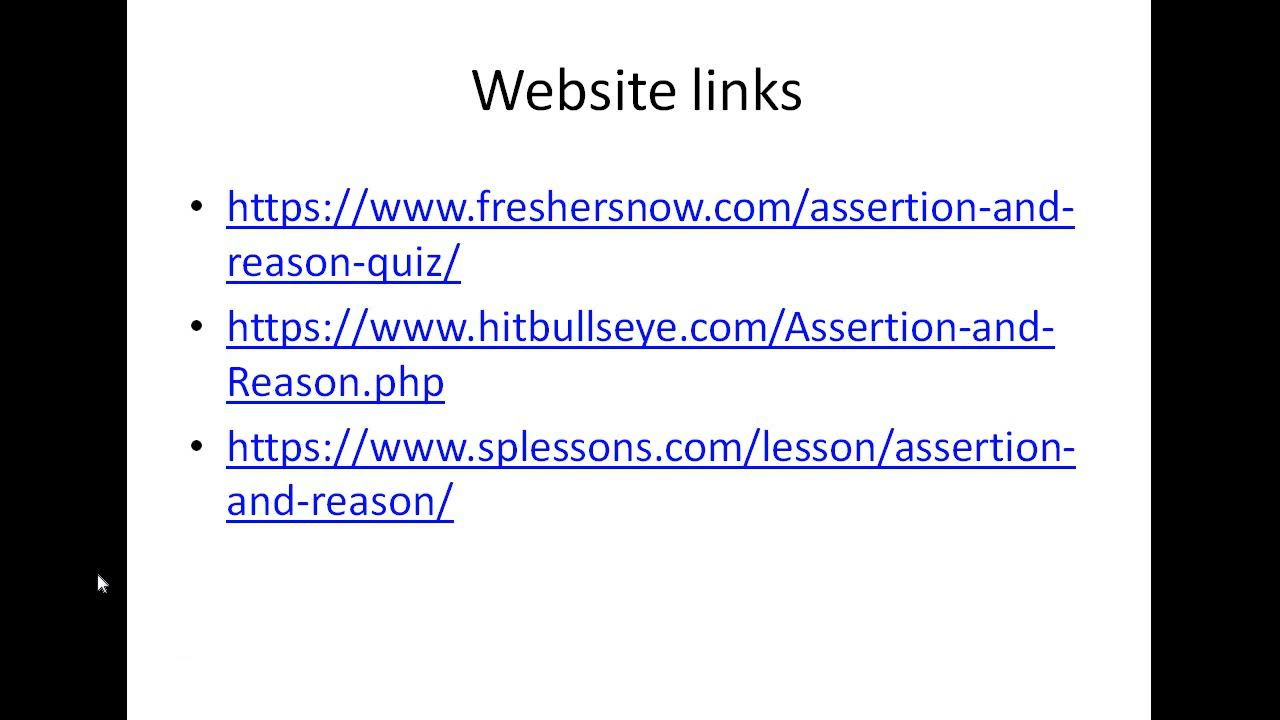 Website links
• https://www.freshersnow.com/assertion-and-
reason-quiz/
• https://www.hitbullseye.com/Assertion-and-
Reason.php
• https://www.splessons.com/lesson/assertion-
and-reason/